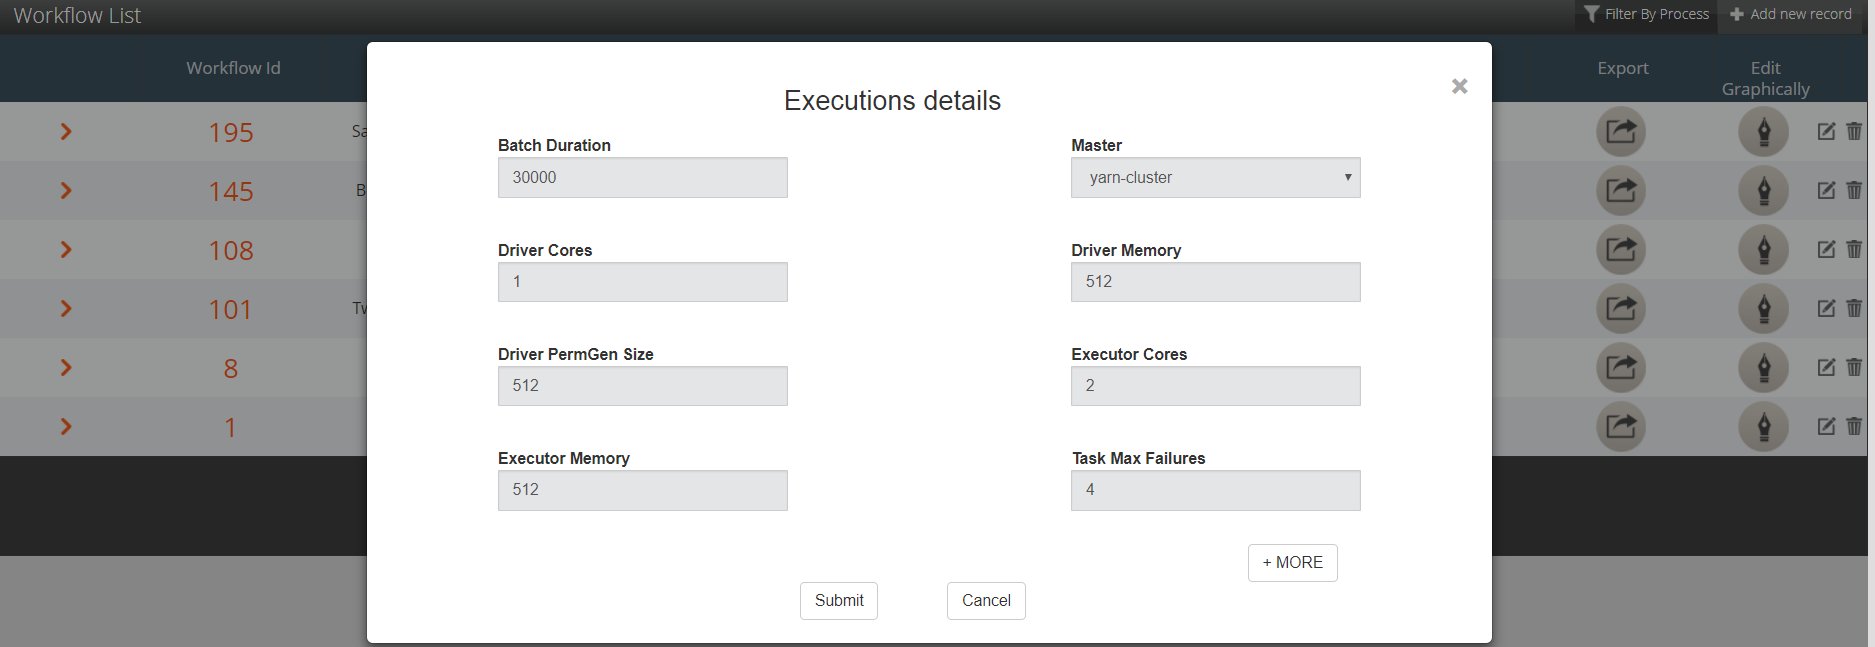 Workflow List
Filter By Process
Add new record
Workflow Id
Export
Edit
Graphically
195
Sa
145
B
108
101
Tw
8
1
Executions details
Batch Duration
30000
Master
yarn-cluster
Driver Cores
1
Driver Memory
512
Driver PermGen Size
512
Executor Cores
2
Executor Memory
512
Task Max Failures
4
+ MORE
Submit
Cancel